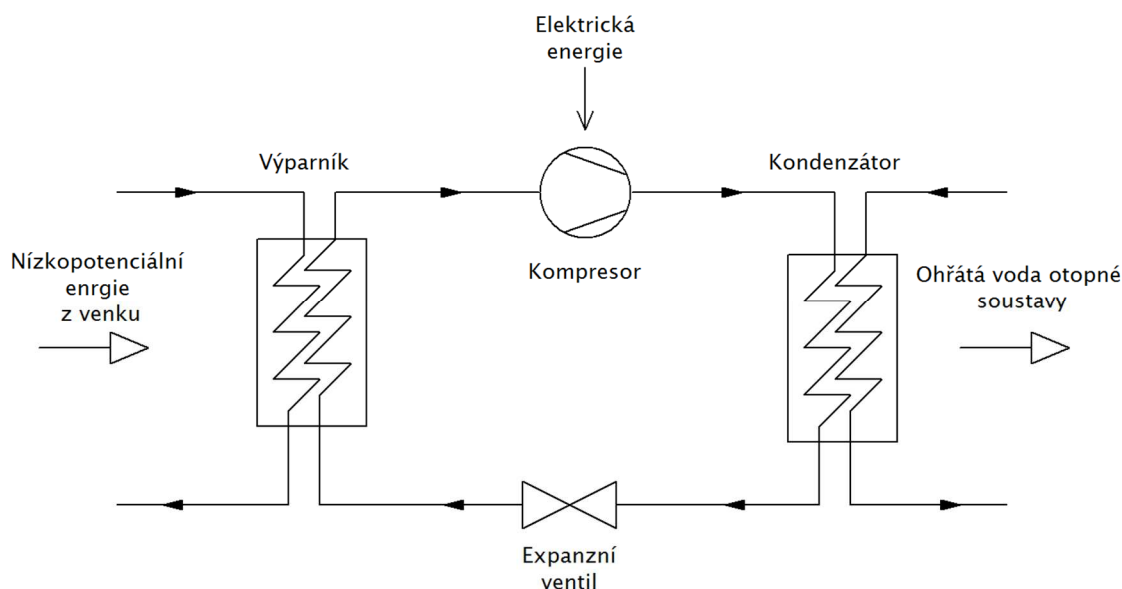 Elektrická
energie
Výparník
Kondenzátor
Nízkopotenciální
enrgie
z venku
Kompresor
Ohřátá voda otopné
soustavy
Expanzní
ventil